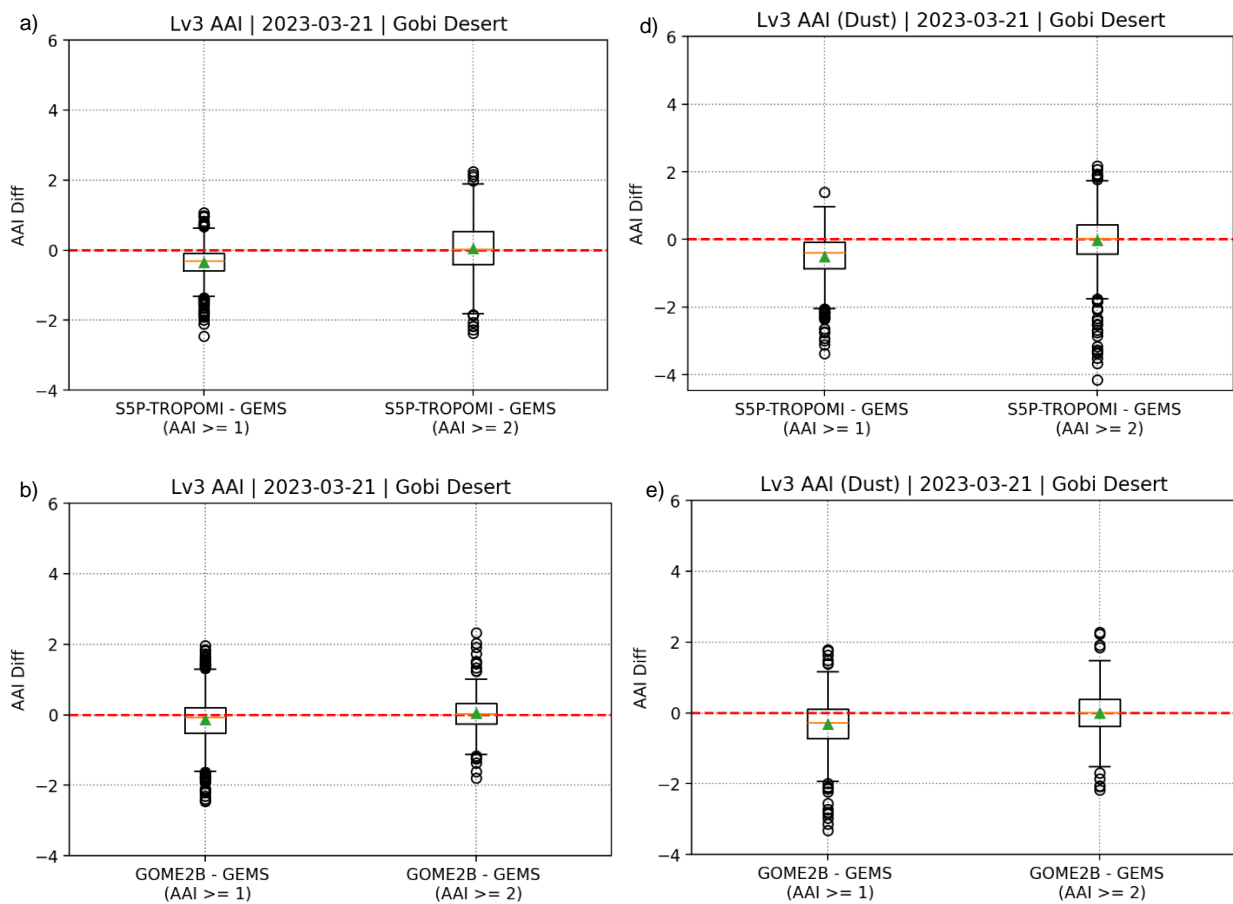 a)
Lv3 AAI | 2023-03-21 | Gobi Desert
6
4
2
0
−2
−4
AAI Diff
S5P-TROPOMI - GEMS
(AAI >= 1)
S5P-TROPOMI - GEMS
(AAI >= 2)
d)
Lv3 AAI (Dust) | 2023-03-21 | Gobi Desert
6
4
2
0
−2
−4
AAI Diff
S5P-TROPOMI - GEMS
(AAI >= 1)
S5P-TROPOMI - GEMS
(AAI >= 2)
b)
Lv3 AAI | 2023-03-21 | Gobi Desert
6
4
2
0
−2
−4
AAI Diff
GOME2B - GEMS
(AAI >= 1)
GOME2B - GEMS
(AAI >= 2)
e)
Lv3 AAI (Dust) | 2023-03-21 | Gobi Desert
6
4
2
0
−2
−4
AAI Diff
GOME2B - GEMS
(AAI >= 1)
GOME2B - GEMS
(AAI >= 2)